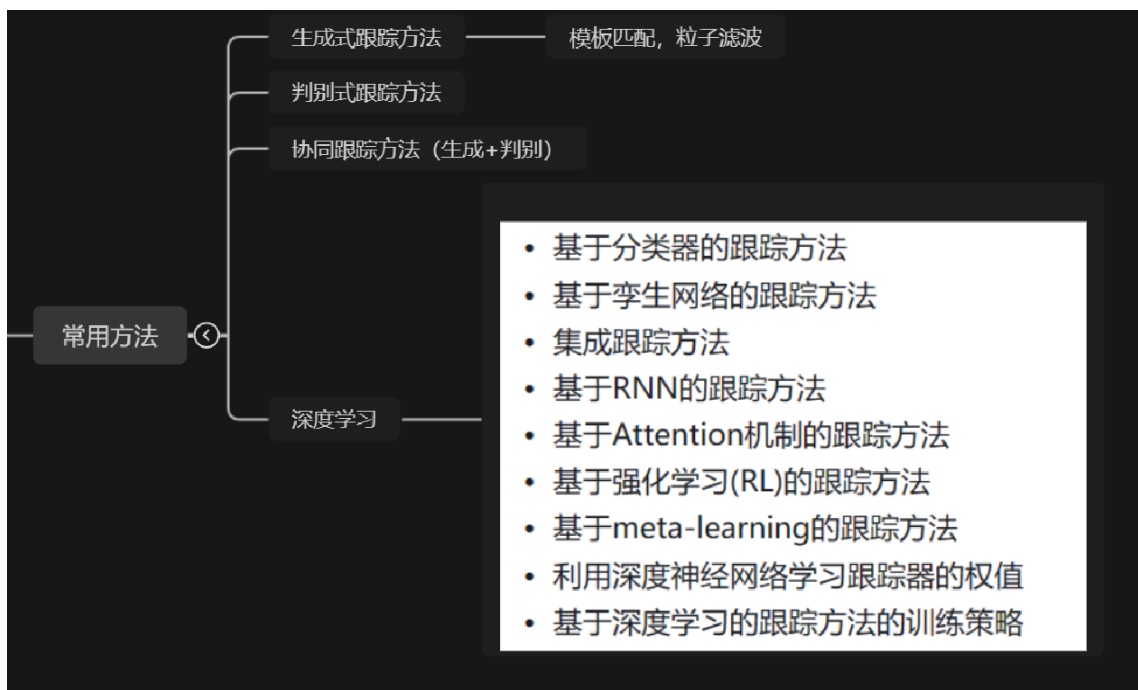 生成式跟踪方法
模板匹配，粒子滤波
判别式跟踪方法
协同跟踪方法（生成+判别）
常用方法
深度学习
• 基于分类器的跟踪方法
• 基于孪生网络的跟踪方法
• 集成跟踪方法
• 基于RNN的跟踪方法
• 基于Attention机制的跟踪方法
• 基于强化学习(RL)的跟踪方法
• 基于meta-learning的跟踪方法
• 利用深度神经网络学习跟踪器的权值
• 基于深度学习的跟踪方法的训练策略